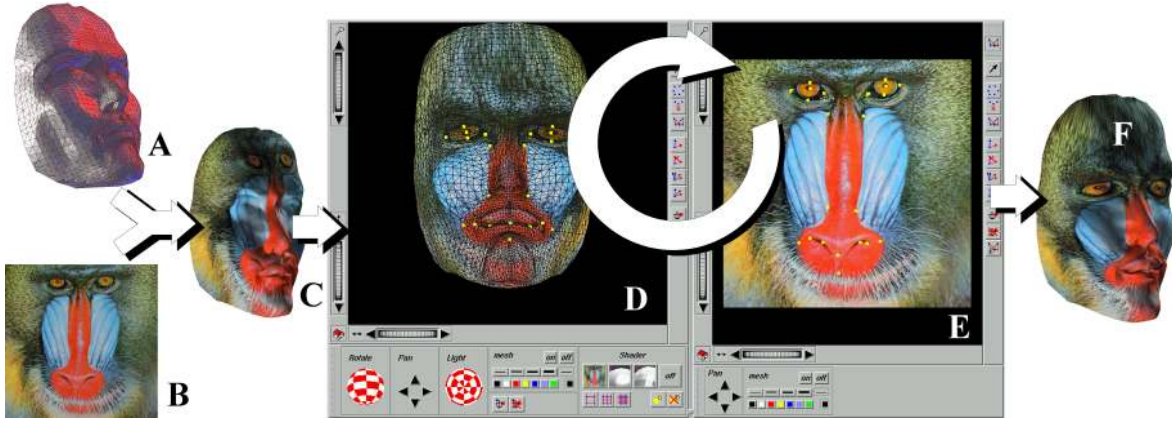 A
B
C
D
E
F
Rotate
Pan
Light
mesh
on
off
Shader
off
Pan
mesh
on
off